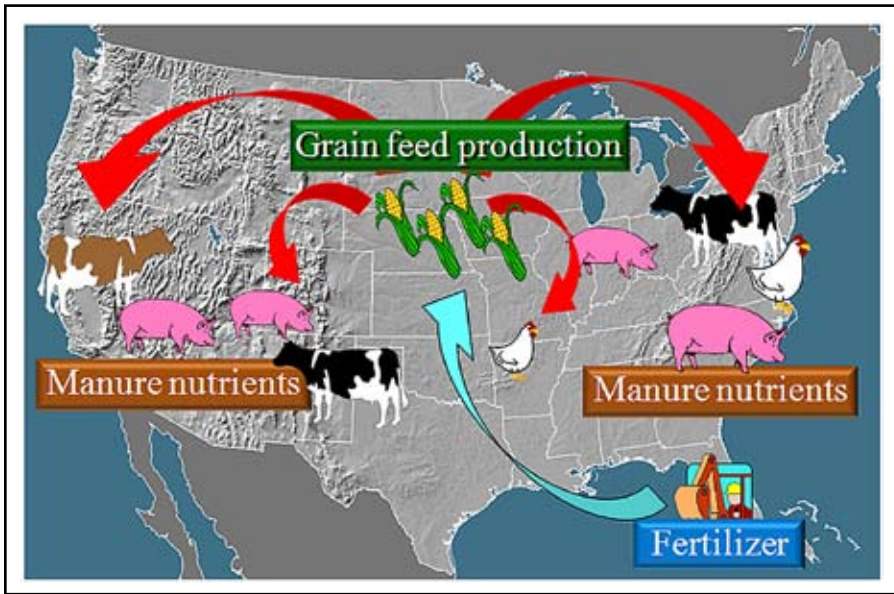 Grain feed production
Manure nutrients
Manure nutrients
Fertilizer